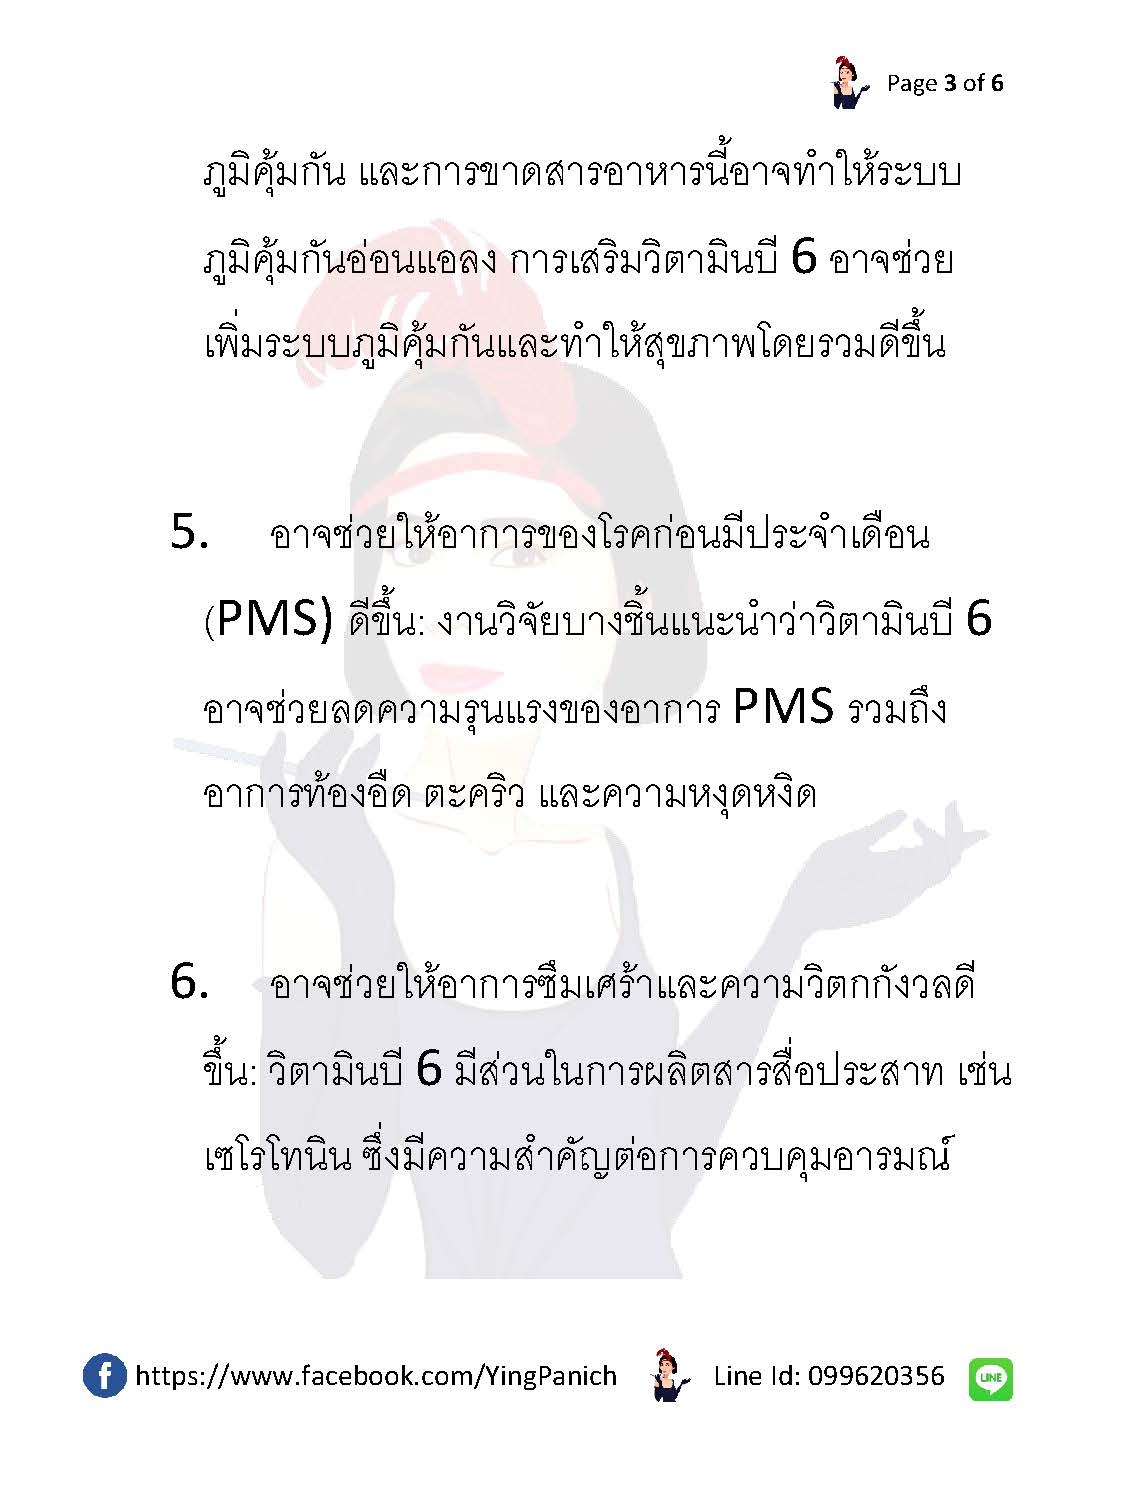 Page 3 of 6
ภูมิคุ้มกัน และการขาดสารอาหารนี้อาจทำให้ระบบ
ภูมิคุ้มกันอ่อนแอลง การเสริมวิตามินบี 6 อาจช่วย
เพิ่มระบบภูมิคุ้มกันและทำให้สุขภาพโดยรวมดีขึ้น
5. อาจช่วยให้อาการของโรคก่อนมีประจำเดือน
(PMS) ดีขึ้น: งานวิจัยบางชิ้นแนะนำว่าวิตามินบี 6
อาจช่วยลดความรุนแรงของอาการ PMS รวมถึง
อาการท้องอืด ตะคริว และความหงุดหงิด
6. อาจช่วยให้อาการซึมเศร้าและความวิตกกังวลดี
ขึ้น: วิตามินบี 6 มีส่วนในการผลิตสารสื่อประสาท เช่น
เซโรโทนิน ซึ่งมีความสำคัญต่อการควบคุมอารมณ์
https://www.facebook.com/YingPanich Line Id: 099620356 LINE